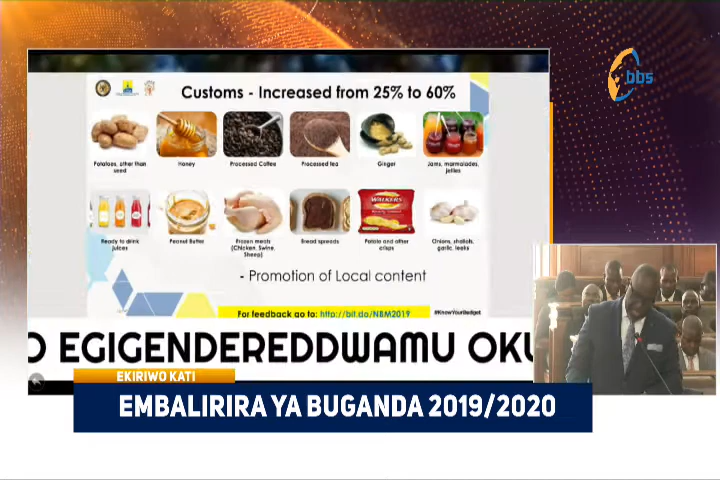 bbs
Customs - Increased from 25% to 60%
Potatoes, other than seed
Honey
Processed Coffee
Processed tea
Ginger
Jams, marmalades, jellies
WALKERS
Ready to drink juices
Peanut Butter
Frozen meats (Chicken, Swine, Sheep)
Bread spreads
Potato and other crisps
Onions, shallots, garlic, leeks
- Promotion of Local content
For feedback go to: http://bit.do/NBM2019
#KnowYourBudget
O EGIGENDEREDDWAMU OKU
EKIRIWO KATI
EMBALIRIRA YA BUGANDA 2019/2020